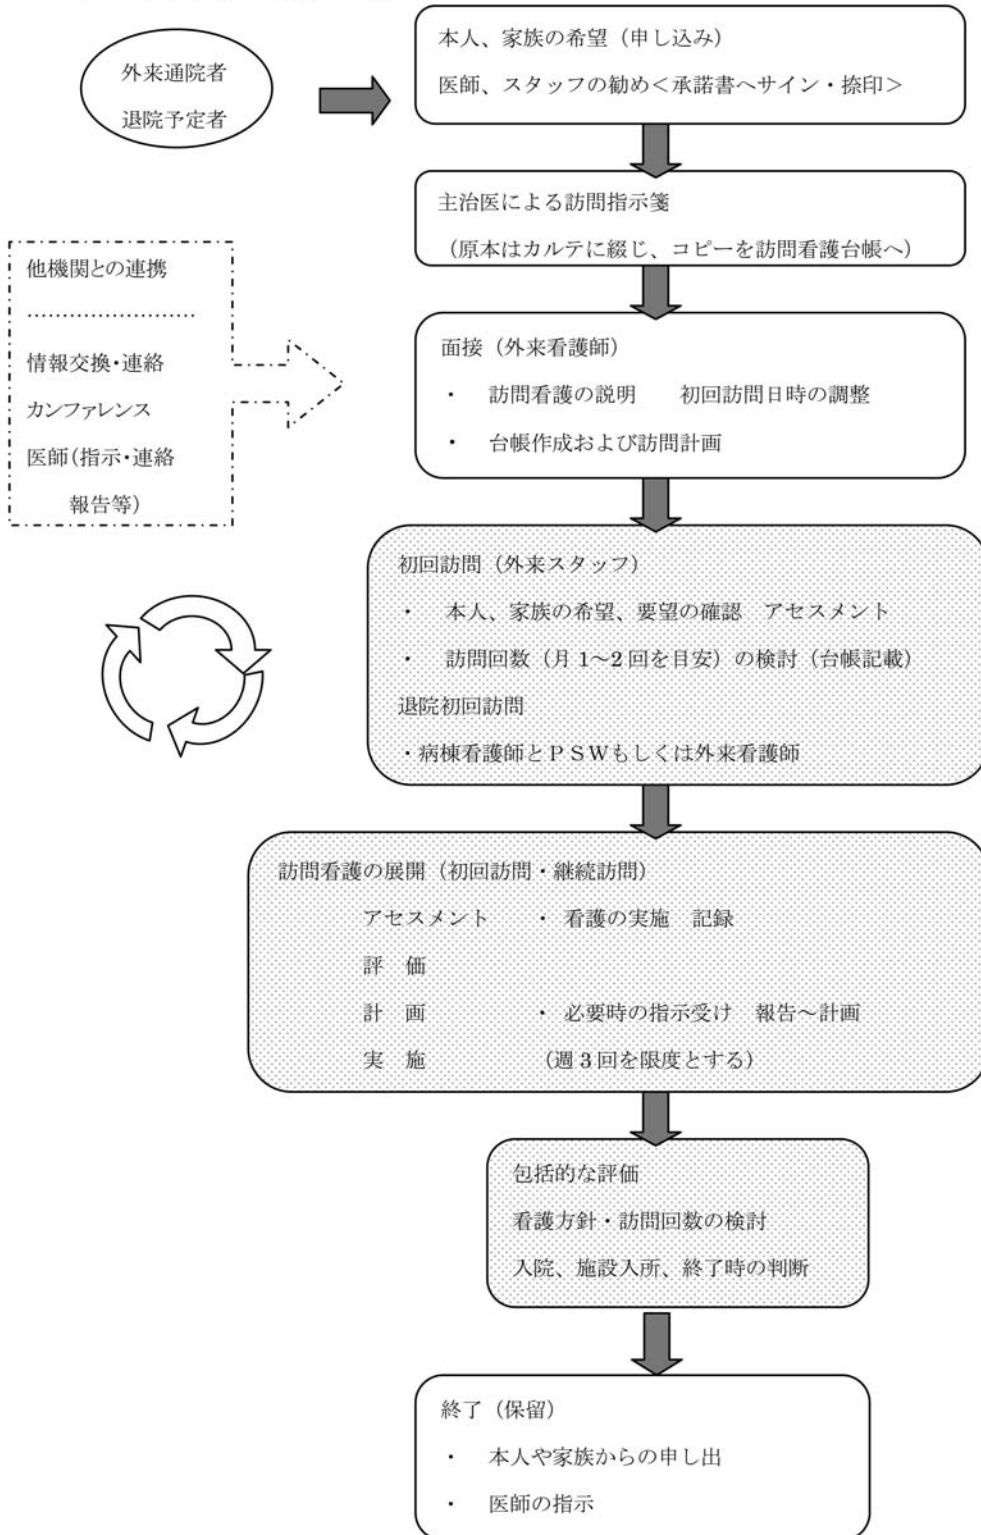 外来通院者
退院予定者
本人、家族の希望（申し込み）
医師、スタッフの勧め＜承諾書へサイン・捺印＞
主治医による訪問指示箋
（原本はカルテに綴じ、コピーを訪問看護台帳へ）
他機関との連携
························
情報交換・連絡
カンファレンス
医師（指示・連絡
報告等）
面接（外来看護師）
・　訪問看護の説明　　初回訪問日時の調整
・　台帳作成および訪問計画
初回訪問（外来スタッフ）
・　本人、家族の希望、要望の確認　アセスメント
・　訪問回数（月 1～2 回を目安）の検討（台帳記載）
退院初回訪問
・病棟看護師とＰＳＷもしくは外来看護師
訪問看護の展開（初回訪問・継続訪問）
アセスメント　　・ 看護の実施　記録
評　価
計　画　　・ 必要時の指示受け　報告～計画
実　施　　（週 3 回を限度とする）
包括的な評価
看護方針・訪問回数の検討
入院、施設入所、終了時の判断
終了（保留）
・　本人や家族からの申し出
・　医師の指示